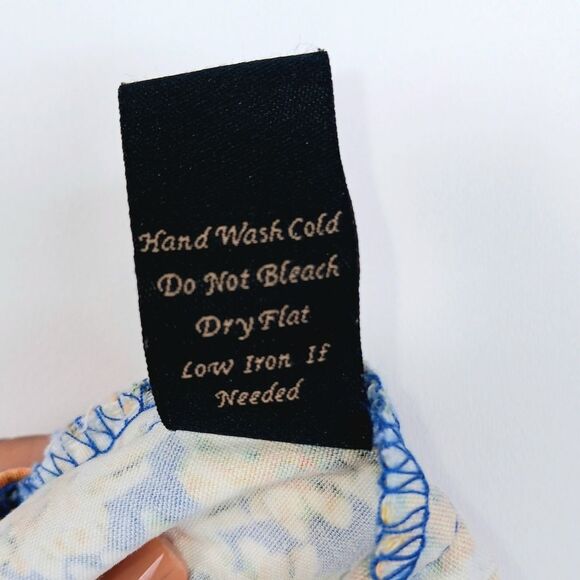 Hand Wash Cold
Do Not Bleach
Dry Flat
Low Iron If
Needed